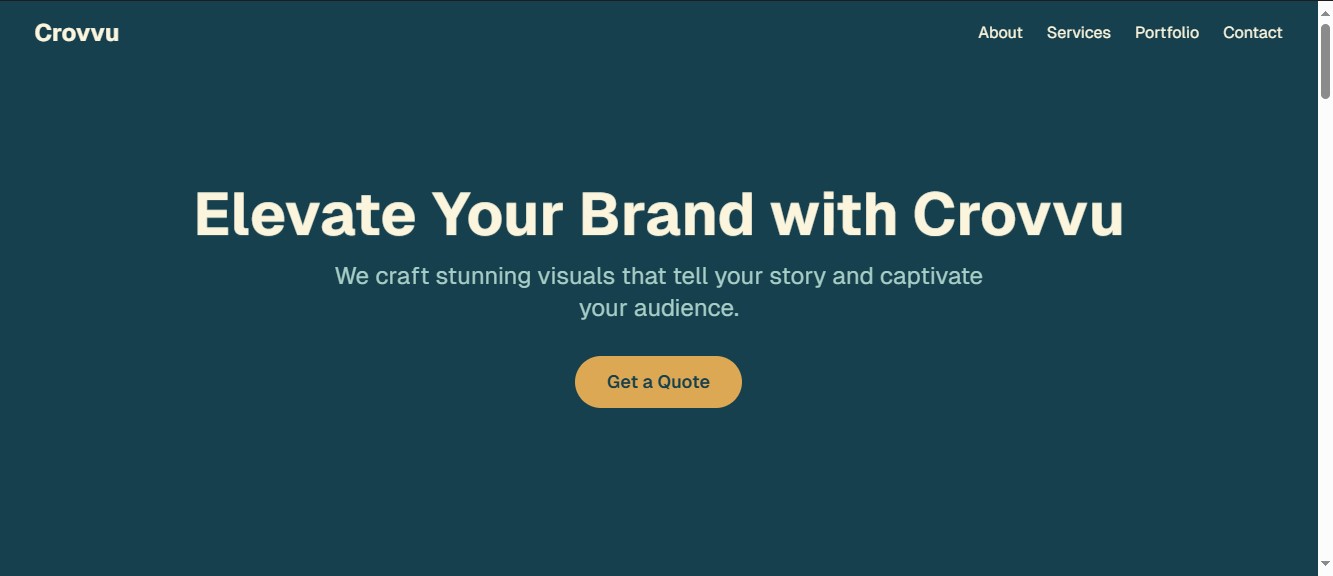 Crovvu
About Services Portfolio Contact
Elevate Your Brand with Crovvu
We craft stunning visuals that tell your story and captivate
your audience.
Get a Quote